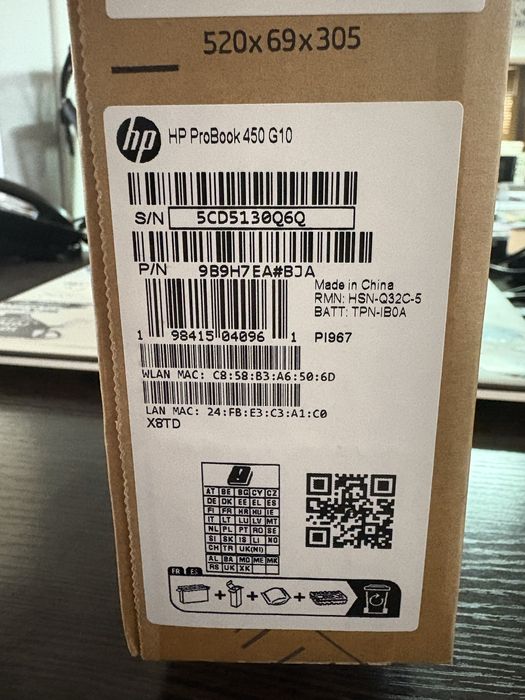 520x69x305
hp HP ProBook 450 G10
S/N 5CD5130Q6Q
P/N 9B9H7EA#BJA
Made in China
RMN: HSN-Q32C-5
BATT: TPN-IB0A
1 98415 04096 1 PI967
WLAN MAC: C8:58:B3:A6:50:6D
LAN MAC: 24:FB:E3:C3:A1:C0
X8TD
AT BE BG CY CZ
DE DK EE EL ES
FI FR HR HU IE
IT LT LU LV MT
NL PL PT RO SE
SI SK IS LI NO
CH TR UK(NI)
AL BA MD ME MK
RS UK XK
FR ES